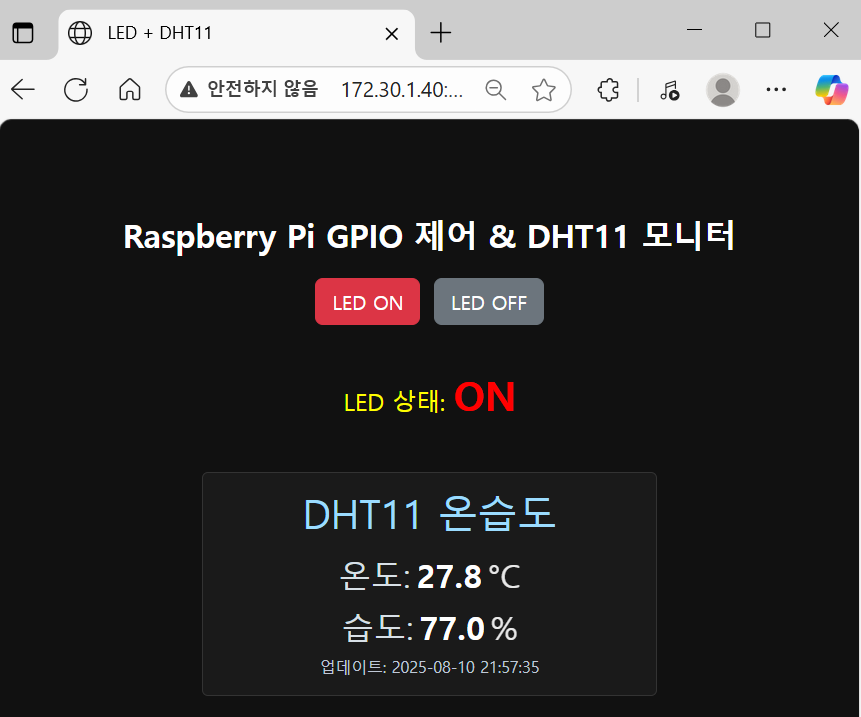 LED + DHT11
안전하지 않음 172.30.1.40:...
Raspberry Pi GPIO 제어 & DHT11 모니터
LED ON LED OFF
LED 상태: ON
DHT11 온습도
온도: 27.8 °C
습도: 77.0 %
업데이트: 2025-08-10 21:57:35